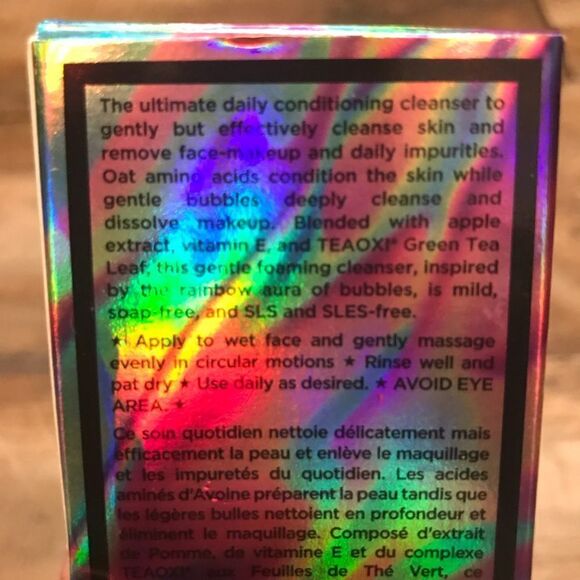 The ultimate daily conditioning cleanser to
gently but effectively cleanse skin and
remove face-makeup and daily impurities.
Oat amino acids condition the skin while
gentle bubbles deeply cleanse and
dissolve makeup. Blended with apple
extract, vitamin E, and TEAOXI® Green Tea
Leaf, this gentle foaming cleanser, inspired
by the rainbow aura of bubbles, is mild,
soap-free, and SLS and SLES-free.
★ Apply to wet face and gently massage
evenly in circular motions ★ Rinse well and
pat dry ★ Use daily as desired. ★ AVOID EYE
AREA. ★
Ce soin quotidien nettoie délicatement mais
efficacement la peau et enlève le maquillage
et les impuretés du quotidien. Les acides
aminés d'Avoine préparent la peau tandis que
les légères bulles nettoient en profondeur et
éliminent le maquillage. Composé d'extrait
de Pomme, de vitamine E et du complexe
TEAOXI® aux Feuilles de Thé Vert, ce